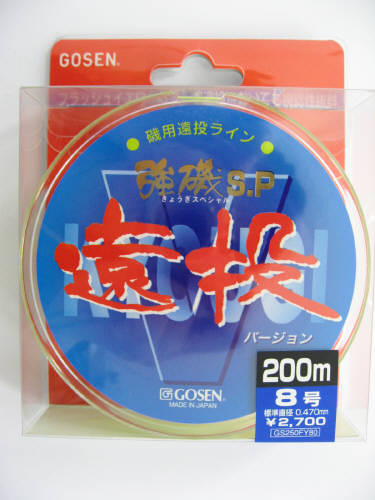 GOSEN®
磯用遠投ライン
強磯S.P
きょうぎスペシャル
遠投
バージョン
GOSEN®
MADE IN JAPAN
200m
8号
標準直径 0.470mm
¥2,700
GS250FY80